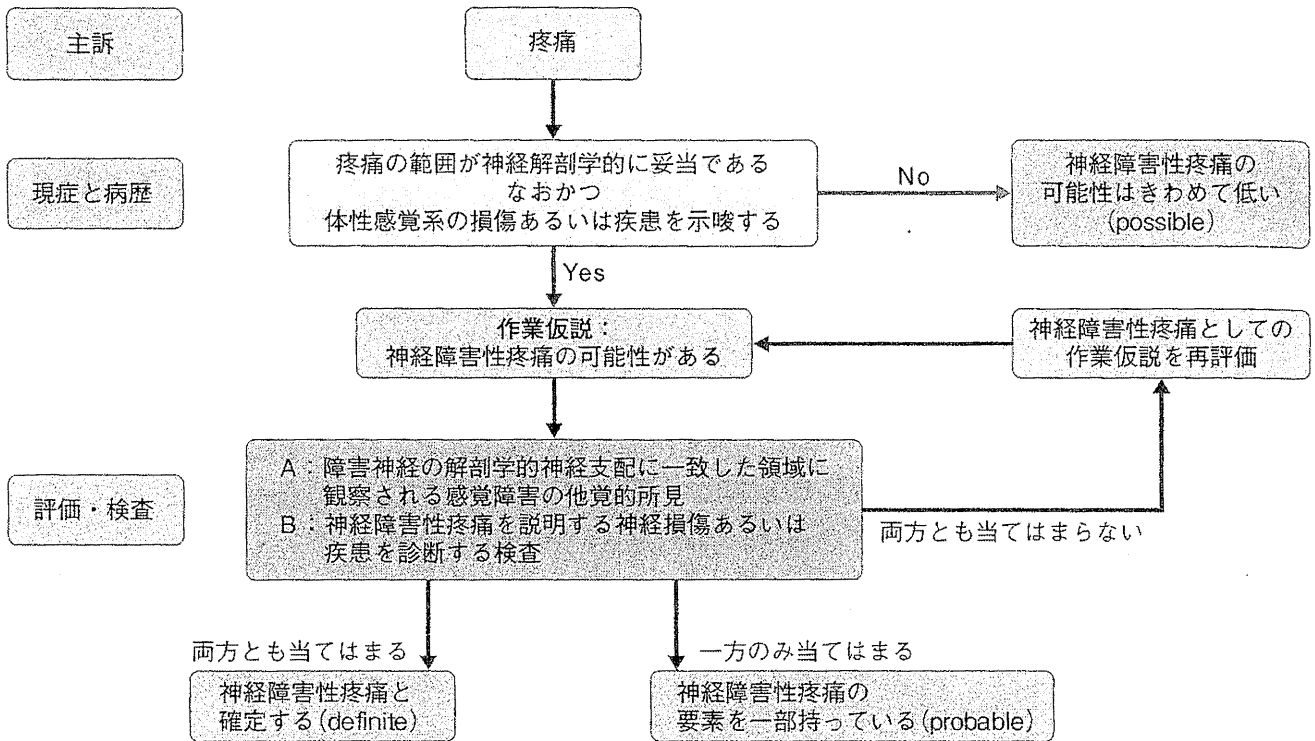 主訴
疼痛
現症と病歴
疼痛の範囲が神経解剖学的に妥当である
なおかつ
体性感覚系の損傷あるいは疾患を示唆する
No
神経障害性疼痛の
可能性はきわめて低い
(possible)
Yes
作業仮説:
神経障害性疼痛の可能性がある
神経障害性疼痛としての
作業仮説を再評価
評価・検査
A:障害神経の解剖学的神経支配に一致した領域に
観察される感覚障害の他覚的所見
B:神経障害性疼痛を説明する神経損傷あるいは
疾患を診断する検査
両方とも当てはまらない
両方とも当てはまる
一方のみ当てはまる
神経障害性疼痛と
確定する(definite)
神経障害性疼痛の
要素を一部持っている(probable)